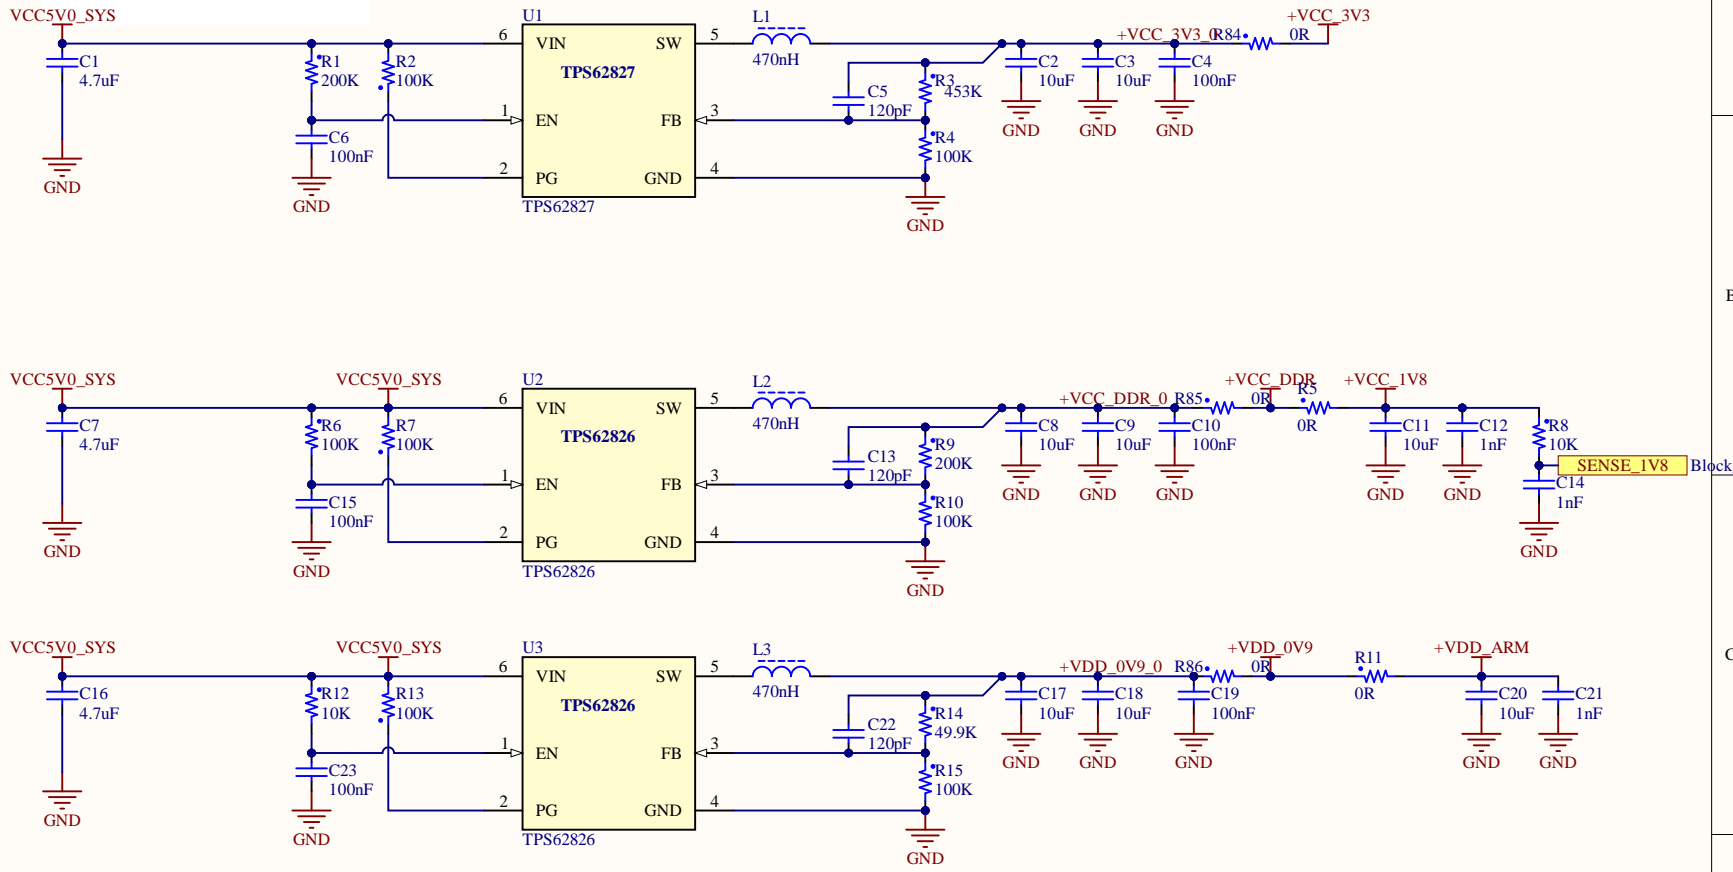 VCC5V0_SYS
U1
L1
+VCC_3V3
6 VIN SW 5
+VCC_3V3_0 R84 0R
C1
4.7uF
R1
200K
R2
100K
TPS62827
470nH
C5
120pF
R3
453K
C2
10uF
C3
10uF
C4
100nF
1 EN FB 3
GND GND GND
C6
100nF
R4
100K
2 PG GND 4
GND
GND
TPS62827
GND
B
VCC5V0_SYS VCC5V0_SYS
U2
L2
+VCC_DDR +VCC_1V8
R5
6 VIN SW 5
+VCC_DDR_0 R85 0R
0R
C7
4.7uF
R6
100K
R7
100K
TPS62826
470nH
C13
120pF
R9
200K
C8
10uF
C9
10uF
C10
100nF
C11
10uF
C12
1nF
R8
10K
SENSE_1V8 Block
1 EN FB 3
GND GND GND GND GND
C15
100nF
R10
100K
C14
1nF
2 PG GND 4
GND
GND
TPS62826
GND
GND
VCC5V0_SYS VCC5V0_SYS
U3
L3
+VDD_0V9 +VDD_ARM
C
6 VIN SW 5
+VDD_0V9_0 R86 0R
R11
0R
C16
4.7uF
R12
10K
R13
100K
TPS62826
470nH
C22
120pF
R14
49.9K
C17
10uF
C18
10uF
C19
100nF
C20
10uF
C21
1nF
1 EN FB 3
GND GND GND GND GND
C23
100nF
R15
100K
2 PG GND 4
GND
GND
TPS62826
GND